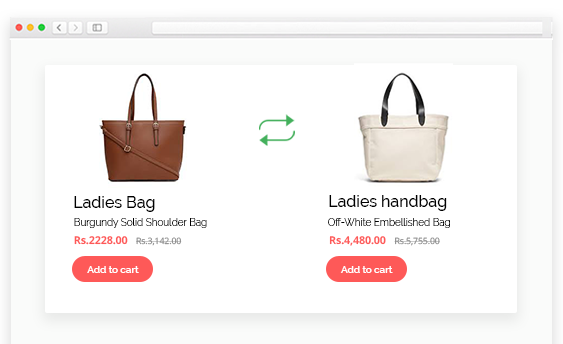 Ladies Bag
Burgundy Solid Shoulder Bag
Rs.2228.00 Rs.3,142.00
Add to cart
Ladies handbag
Off-White Embellished Bag
Rs.4,480.00 Rs.5,755.00
Add to cart